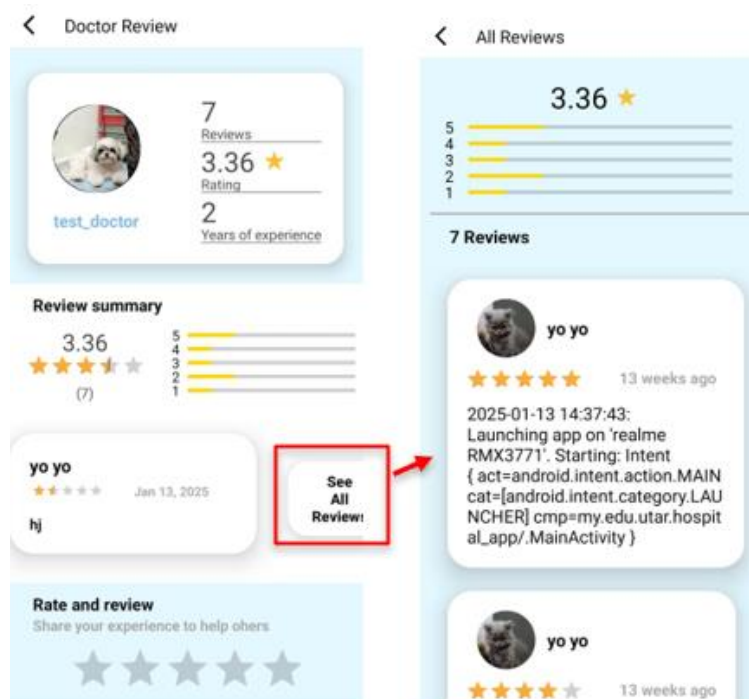 Doctor Review
7
Reviews
3.36
Rating
2
Years of experience
test_doctor
Review summary
3.36
(7)
5
4
3
2
1
yo yo
Jan 13, 2025
hj
See
All
Reviews
Rate and review
Share your experience to help ohers
All Reviews
3.36
5
4
3
2
1
7 Reviews
yo yo
13 weeks ago
2025-01-13 14:37:43:
Launching app on 'realme
RMX3771'. Starting: Intent
{ act=android.intent.action.MAIN
cat=[android.intent.category.LAU
NCHER] cmp=my.edu.utar.hospit
al_app/.MainActivity }
yo yo
13 weeks ago